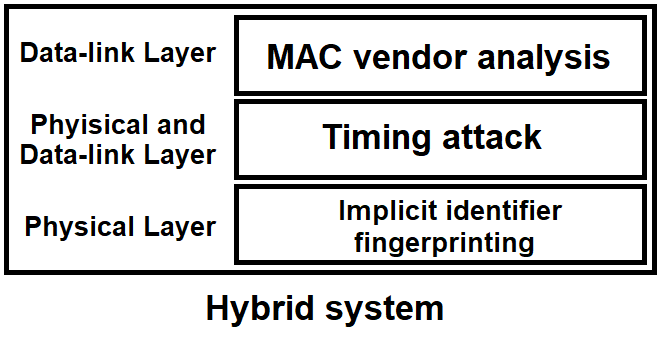 Data-link Layer
MAC vendor analysis
Phyisical and
Data-link Layer
Timing attack
Physical Layer
Implicit identifier
fingerprinting
Hybrid system